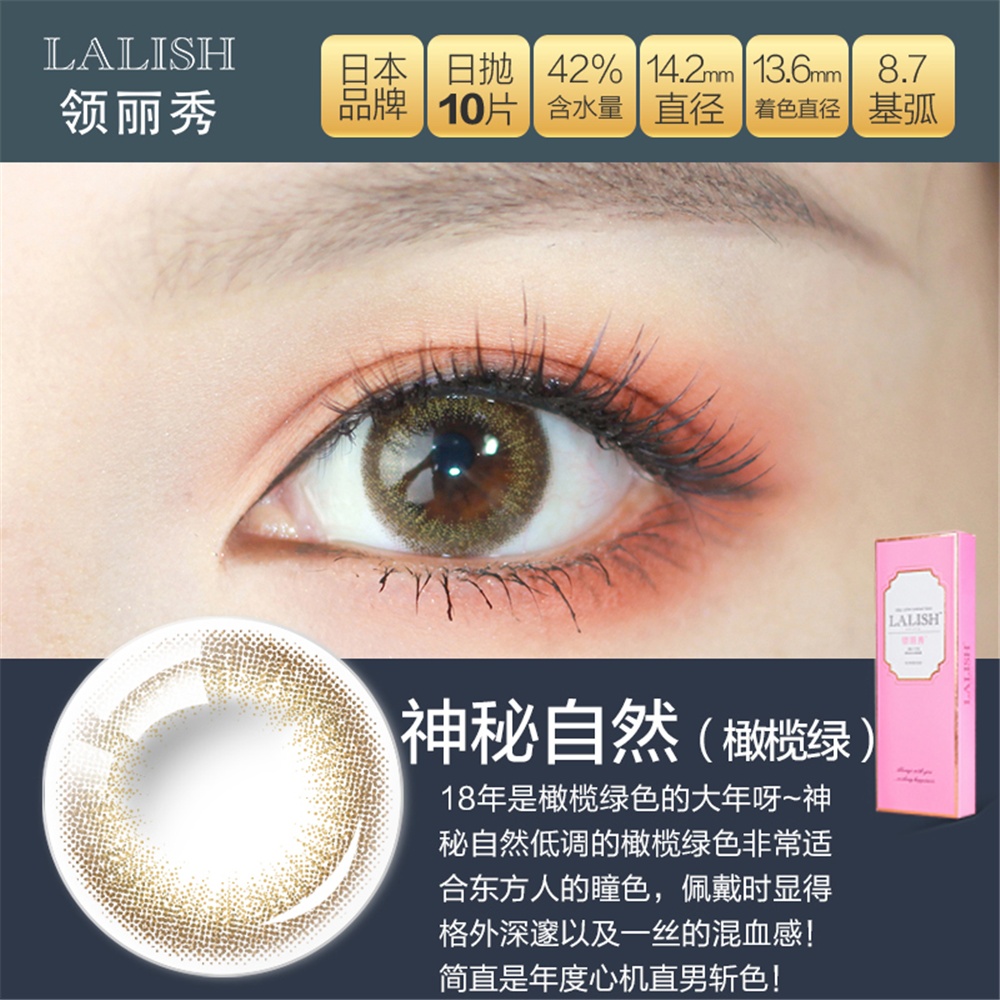 LALISH
领丽秀
日本
品牌
日抛
10片
42%
含水量
14.2mm
直径
13.6mm
着色直径
8.7
基弧
LALISH
领丽秀
LALISH
神秘自然（橄榄绿）
18年是橄榄绿色的大年呀~神
秘自然低调的橄榄绿色非常适
合东方人的瞳色，佩戴时显得
格外深邃以及一丝的混血感！
简直是年度心机直男斩色！